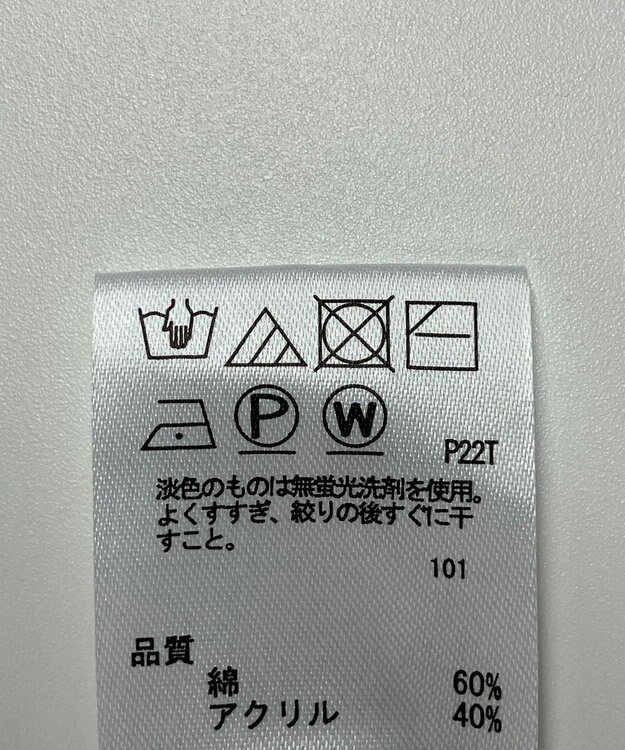 P W P22T
淡色のものは無蛍光洗剤を使用。
よくすすぎ、絞りの後すぐに干
すこと。
101
品質
綿 60%
アクリル 40%